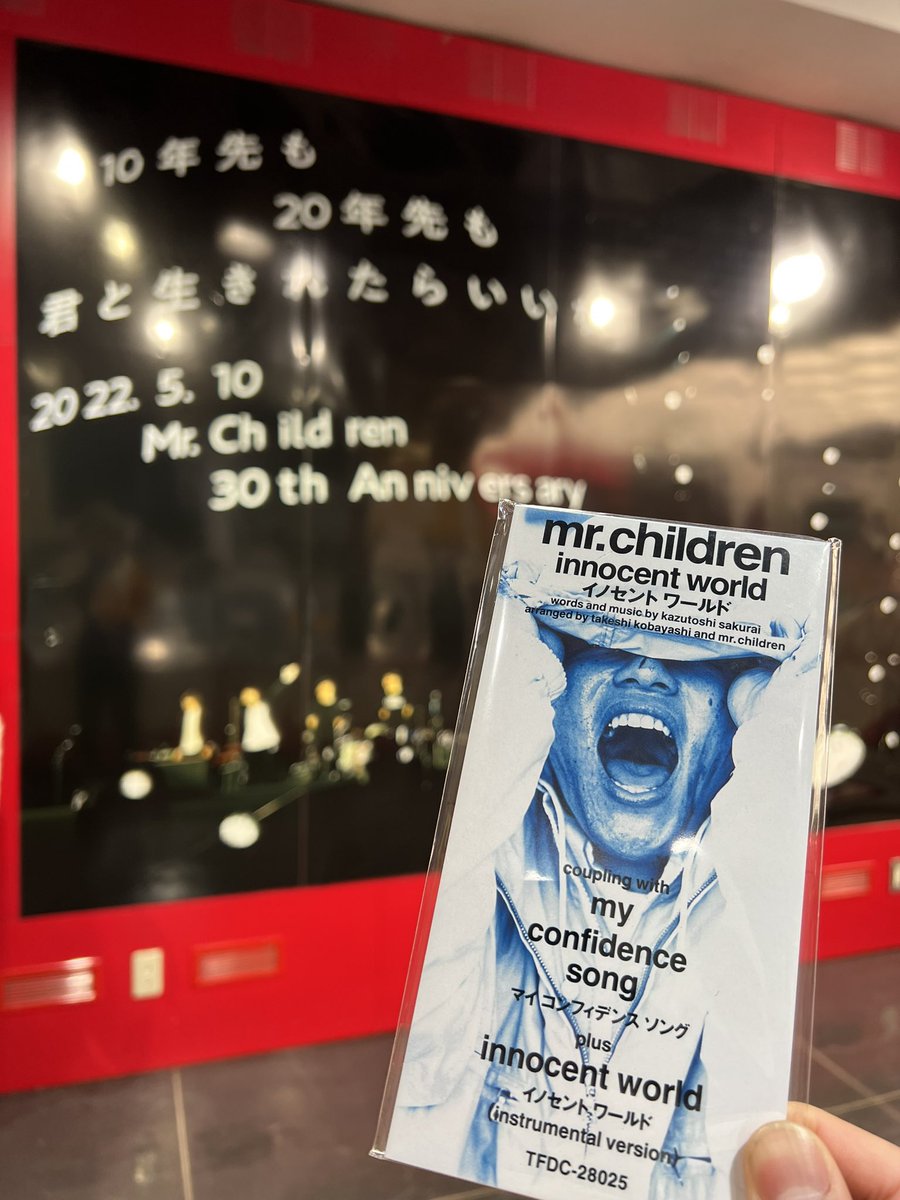 10年先も
20年先も
君と生きれたらいい
2022. 5. 10
Mr. Children
30th Anniversary
mr.children
innocent world
イノセント ワールド
words and music by kazutoshi sakurai
arranged by takeshi kobayashi and mr.children
coupling with
my
confidence
song
マイ コンフィデンス ソング
plus
innocent world
イノセント ワールド
(instrumental version)
TFDC-28025